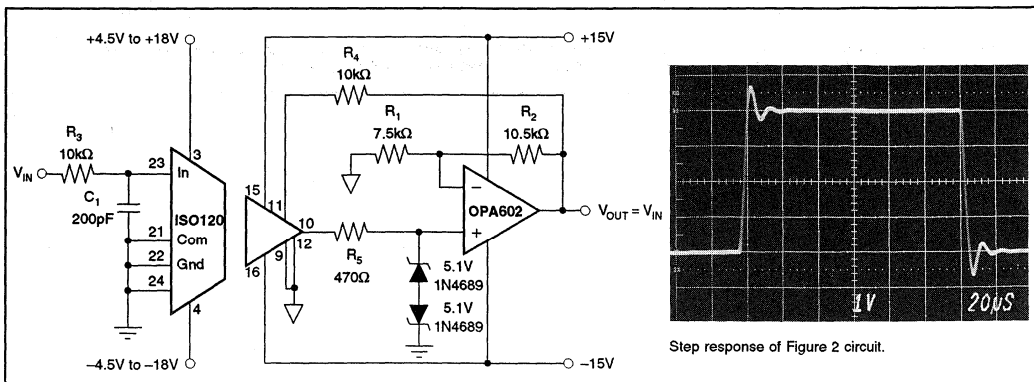 +4.5V to +18V
+15V
R4
10kΩ
R1
7.5kΩ
R2
10.5kΩ
R3
10kΩ
VIN
23
3
In
C1
200pF
ISO120
21
Com
22
Gnd
24
4
15
11
10
12
9
16
R5
470Ω
–
OPA602
+
VOUT = VIN
5.1V
1N4689
5.1V
1N4689
–4.5V to –18V
–15V
1V
20µS
Step response of Figure 2 circuit.